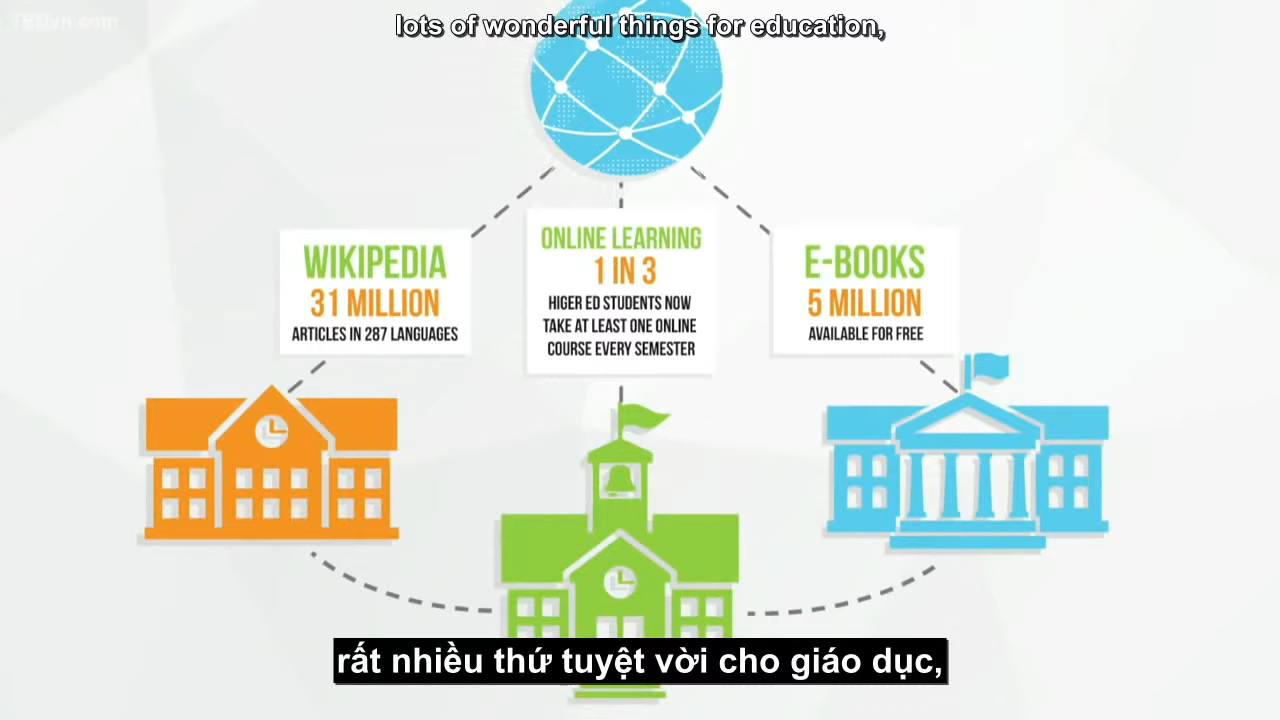 lots of wonderful things for education,
WIKIPEDIA
31 MILLION
ARTICLES IN 287 LANGUAGES
ONLINE LEARNING
1 IN 3
HIGER ED STUDENTS NOW
TAKE AT LEAST ONE ONLINE
COURSE EVERY SEMESTER
E-BOOKS
5 MILLION
AVAILABLE FOR FREE
rất nhiều thứ tuyệt vời cho giáo dục,